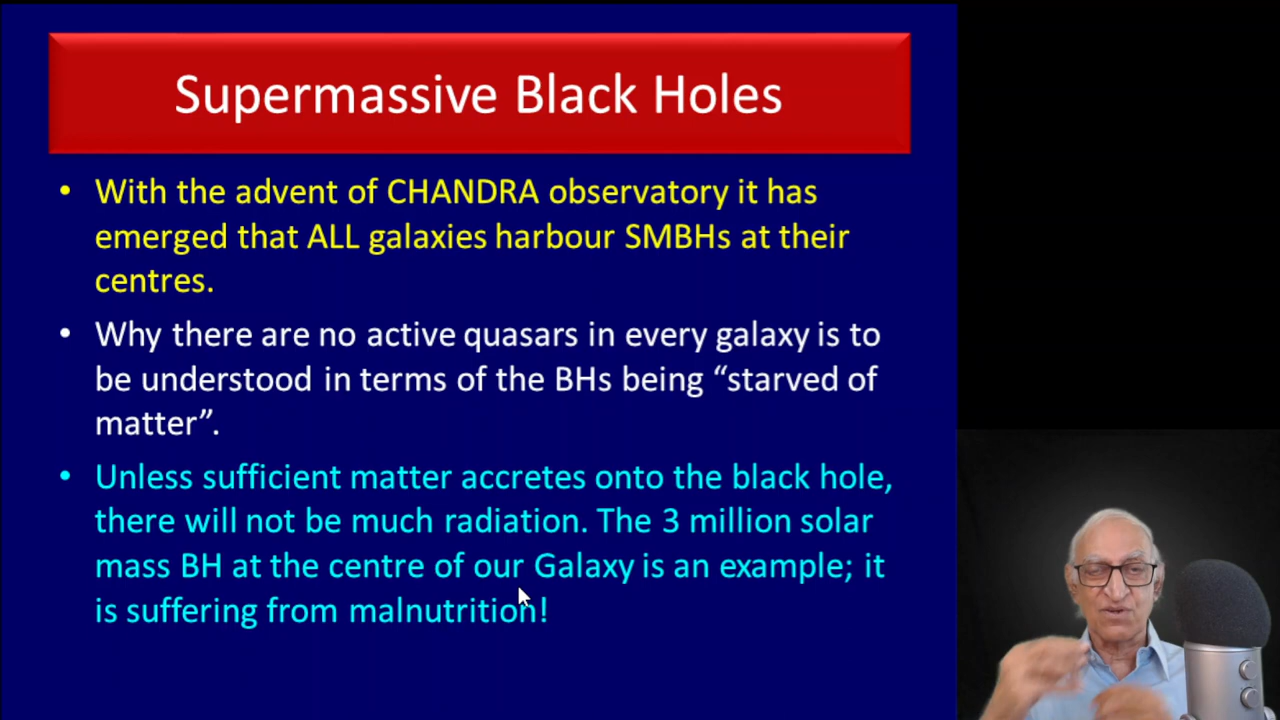 Supermassive Black Holes
• With the advent of CHANDRA observatory it has
emerged that ALL galaxies harbour SMBHs at their
centres.
• Why there are no active quasars in every galaxy is to
be understood in terms of the BHs being “starved of
matter”.
• Unless sufficient matter accretes onto the black hole,
there will not be much radiation. The 3 million solar
mass BH at the centre of our Galaxy is an example; it
is suffering from malnutrition!